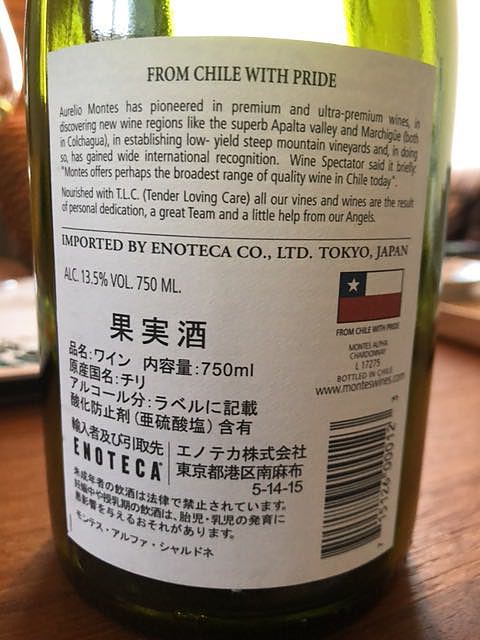 FROM CHILE WITH PRIDE
Aurelio Montes has pioneered in premium and ultra-premium wines, in
discovering new wine regions like the superb Apalta valley and Marchigüe (both
in Colchagua), in establishing low- yield steep mountain vineyards and, in doing
so, has gained wide international recognition. Wine Spectator said it briefly:
"Montes offers perhaps the broadest range of quality wine in Chile today".
Nourished with T.L.C. (Tender Loving Care) all our vines and wines are the result
of personal dedication, a great Team and a little help from our Angels.
IMPORTED BY ENOTECA CO., LTD. TOKYO, JAPAN
ALC. 13.5% VOL. 750 ML.
FROM CHILE WITH PRIDE
MONTES ALPHA
CHARDONNAY
L 17275
BOTTLED IN CHILE
www.monteswines.com
果実酒
品名:ワイン 内容量:750ml
原産国名:チリ
アルコール分:ラベルに記載
酸化防止剤(亜硫酸塩)含有
輸入者及び引取先
ENOTECA
エノテカ株式会社
東京都港区南麻布
5-14-15
未成年者の飲酒は法律で禁止されています。
妊娠中や授乳期の飲酒は、胎児・乳児の発育に
悪影響を与えるおそれがあります。
モンテス・アルファ・シャルドネ